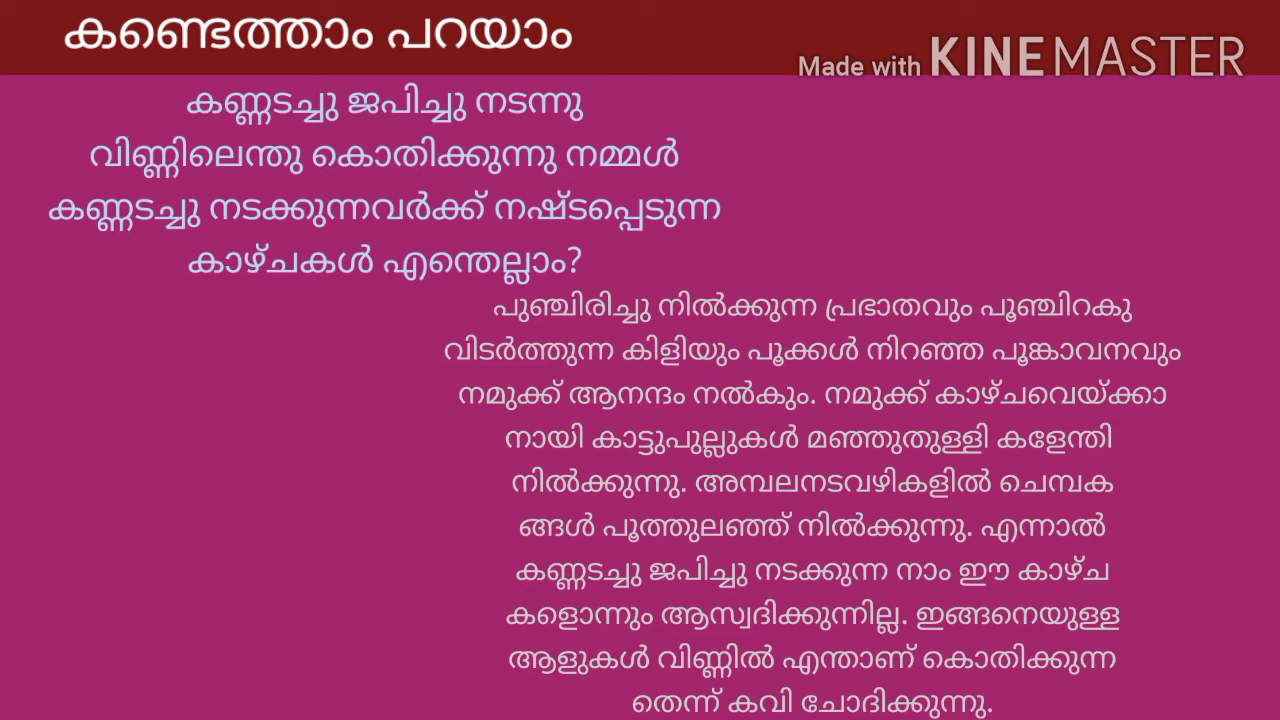 കണ്ടെത്താം പറയാം
Made with KINEMASTER
കണ്ണടച്ചു ജപിച്ചു നടന്നു
വിണ്ണിലെന്തു കൊതിക്കുന്നു നമ്മൾ
കണ്ണടച്ചു നടക്കുന്നവർക്ക് നഷ്ടപ്പെടുന്ന
കാഴ്ചകൾ എന്തെല്ലാം?
പുഞ്ചിരിച്ചു നിൽക്കുന്ന പ്രഭാതവും പൂഞ്ചിറകു
വിടർത്തുന്ന കിളിയും പൂക്കൾ നിറഞ്ഞ പൂങ്കാവനവും
നമുക്ക് ആനന്ദം നൽകും. നമുക്ക് കാഴ്ചവെയ്ക്കാ
നായി കാട്ടുപുല്ലുകൾ മഞ്ഞുതുള്ളി കളേന്തി
നിൽക്കുന്നു. അമ്പലനടവഴികളിൽ ചെമ്പക
ങ്ങൾ പൂത്തുലഞ്ഞ് നിൽക്കുന്നു. എന്നാൽ
കണ്ണടച്ചു ജപിച്ചു നടക്കുന്ന നാം ഈ കാഴ്ച
കളൊന്നും ആസ്വദിക്കുന്നില്ല. ഇങ്ങനെയുള്ള
ആളുകൾ വിണ്ണിൽ എന്താണ് കൊതിക്കുന്ന
തെന്ന് കവി ചോദിക്കുന്നു.